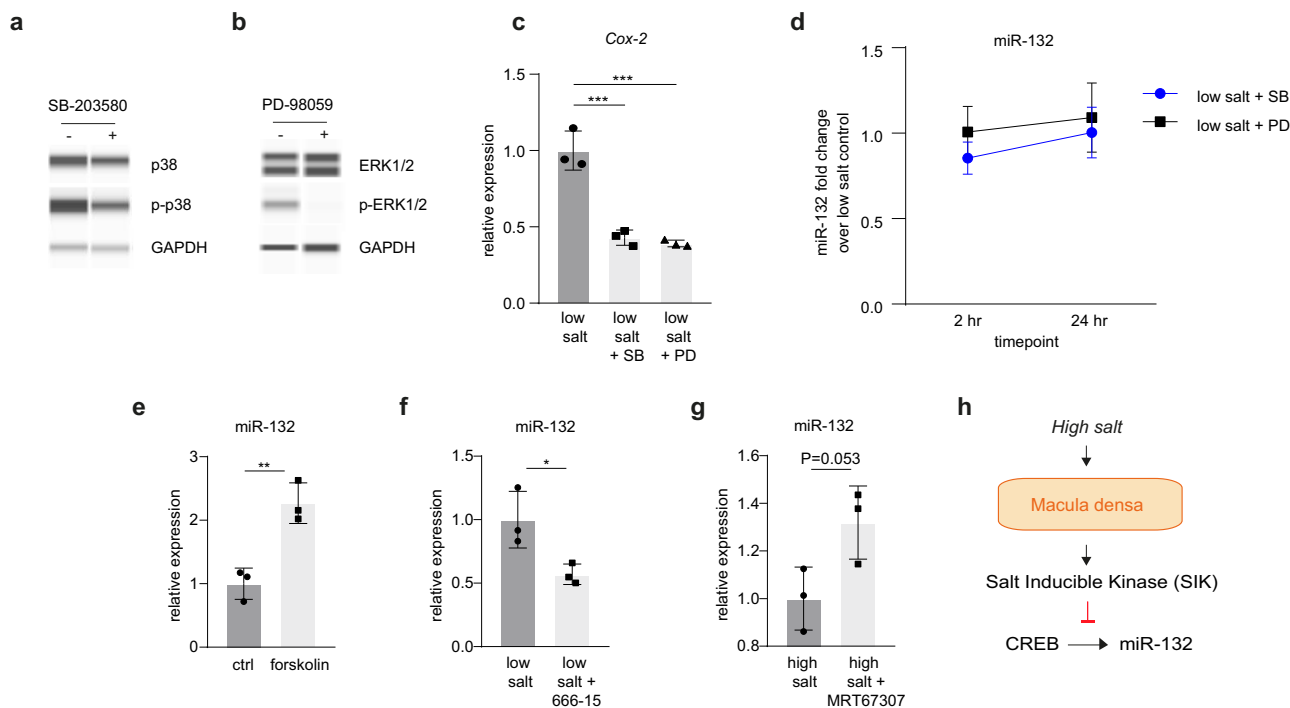 a
SB-203580
- +
p38
p-p38
GAPDH
b
PD-98059
- +
ERK1/2
p-ERK1/2
GAPDH
c
Cox-2
relative expression
1.5
1.0
0.5
0.0
***
***
low
salt
low
salt
+ SB
low
salt
+ PD
d
miR-132
miR-132 fold change
over low salt control
1.5
1.0
0.5
0.0
2 hr
24 hr
timepoint
low salt + SB
low salt + PD
e
miR-132
relative expression
3
2
1
0
**
ctrl
forskolin
f
miR-132
relative expression
1.5
1.0
0.5
0.0
*
low
salt
low
salt +
666-15
g
miR-132
P=0.053
relative expression
1.6
1.4
1.2
1.0
0.8
high
salt
high
salt +
MRT67307
h
High salt
Macula densa
Salt Inducible Kinase (SIK)
CREB
miR-132